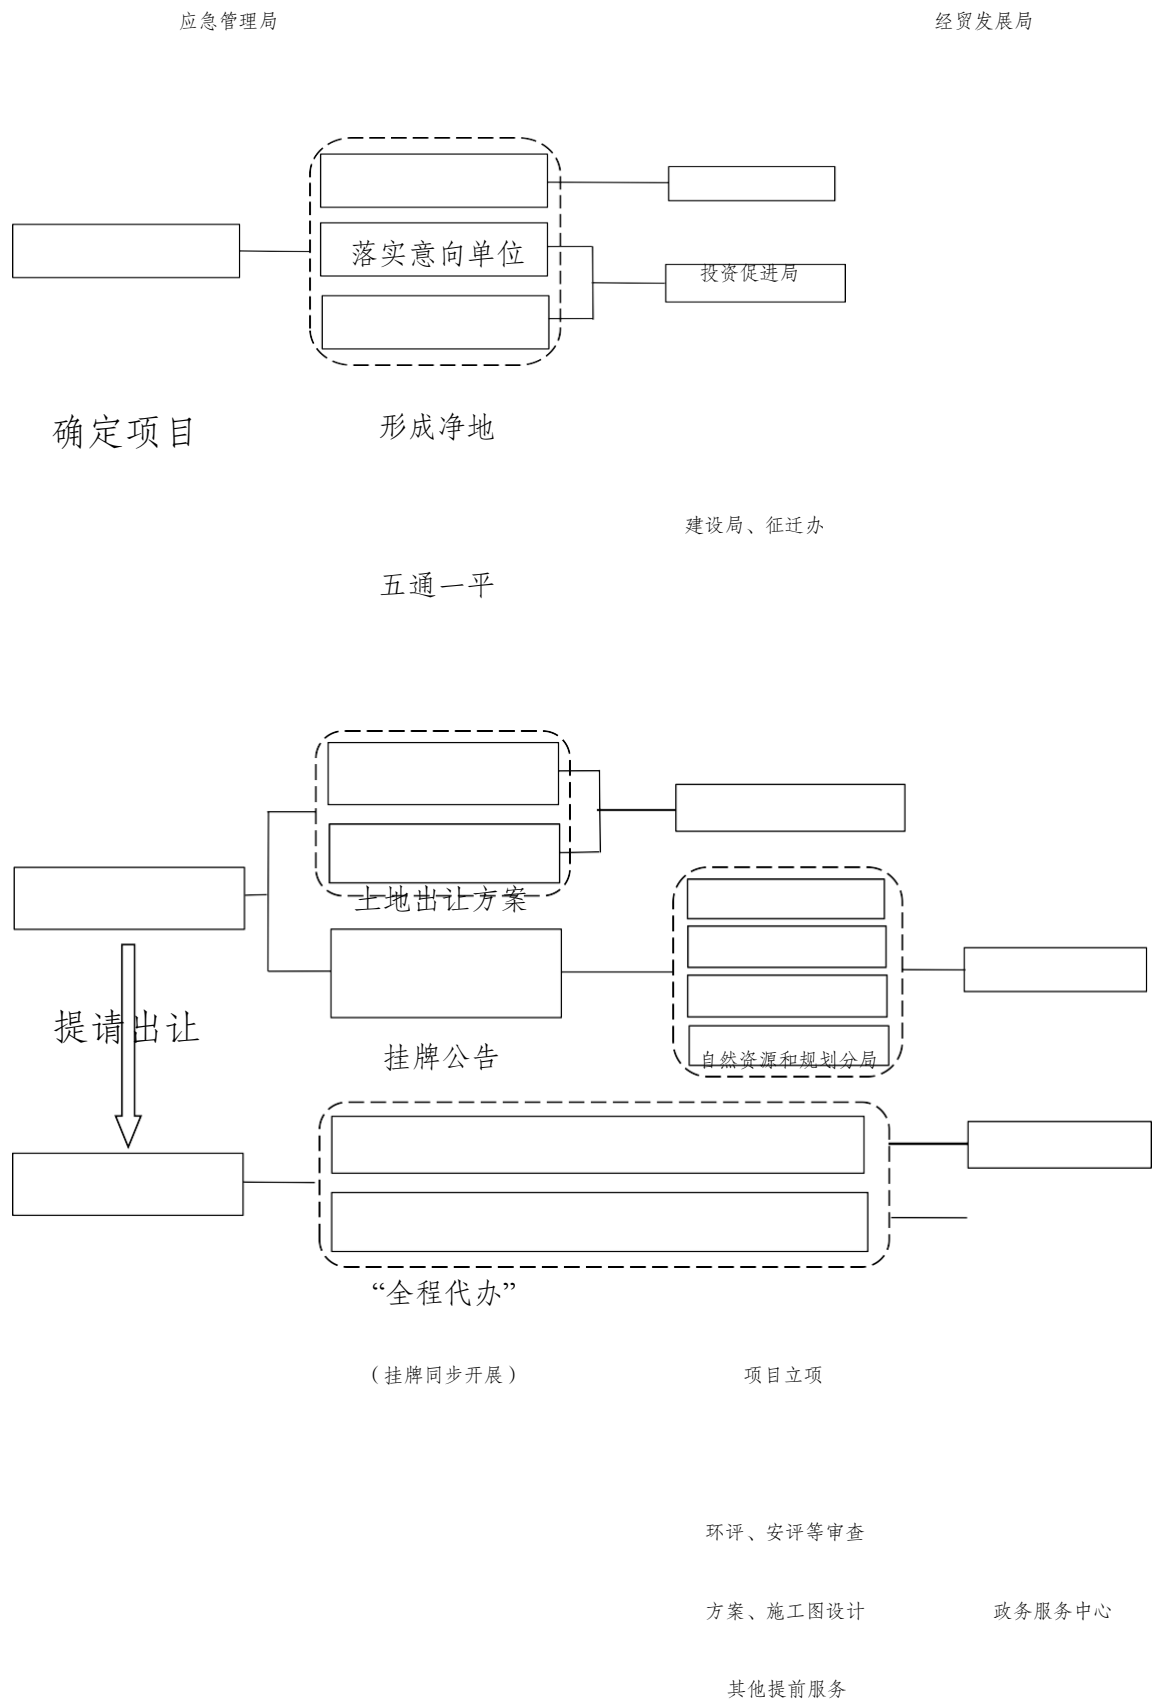 应急管理局
经贸发展局
落实意向单位
投资促进局
确定项目
形成净地
建设局、征迁办
五通一平
土地出让方案
提请出让
挂牌公告
自然资源和规划分局
“全程代办”
（挂牌同步开展）
项目立项
环评、安评等审查
方案、施工图设计
政务服务中心
其他提前服务